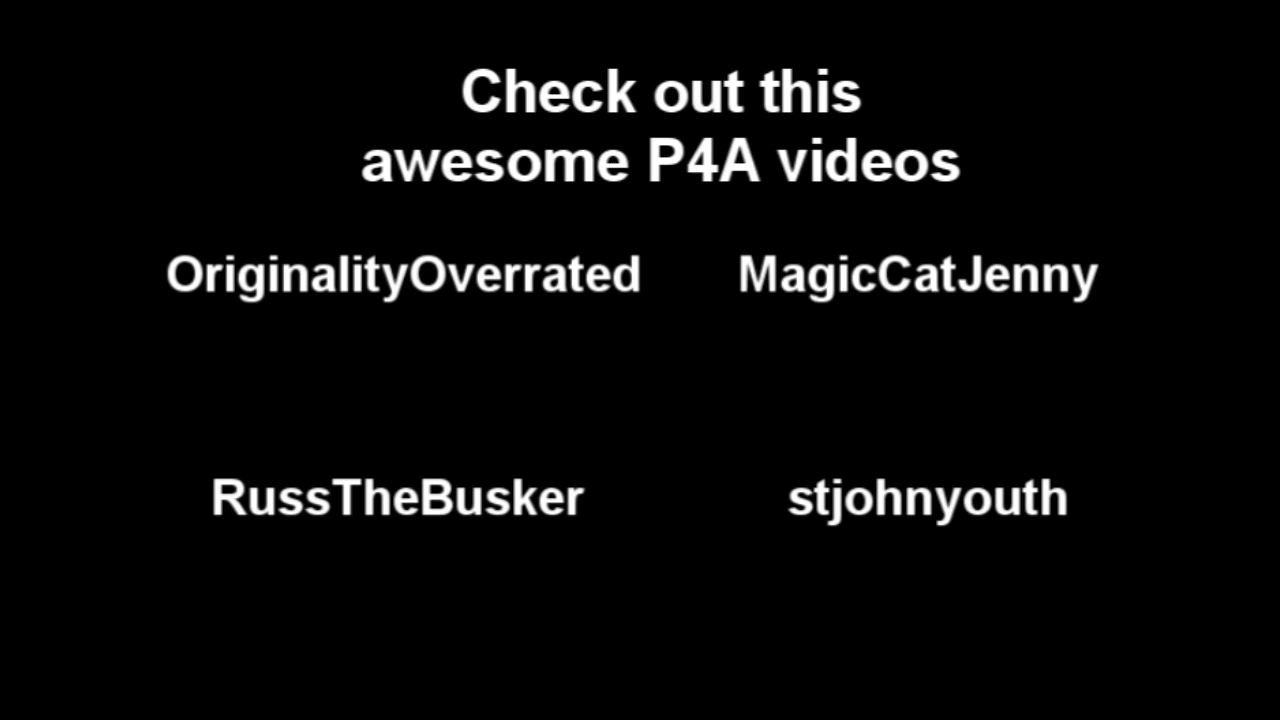 Check out this
awesome P4A videos
OriginalityOverrated MagicCatJenny
RussTheBusker stjohnyouth